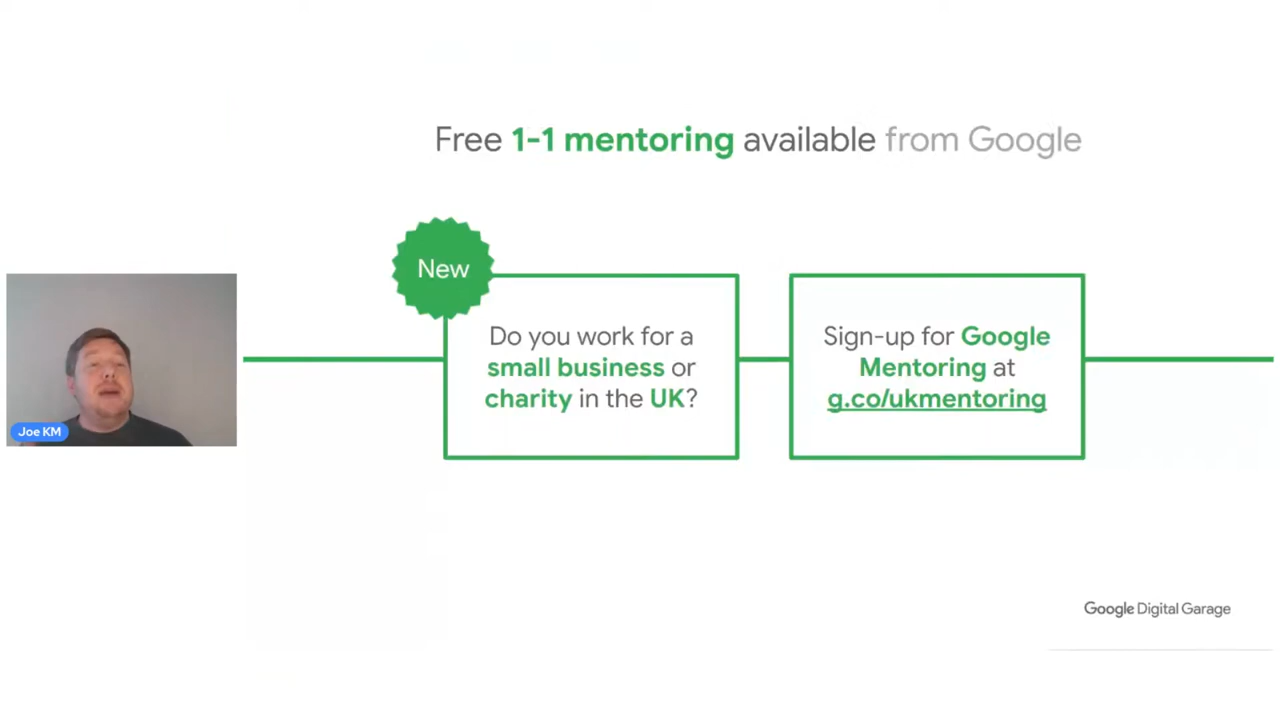 Free 1-1 mentoring available from Google
New
Do you work for a
small business or
charity in the UK?
Sign-up for Google
Mentoring at
g.co/ukmentoring
Joe KM
Google Digital Garage